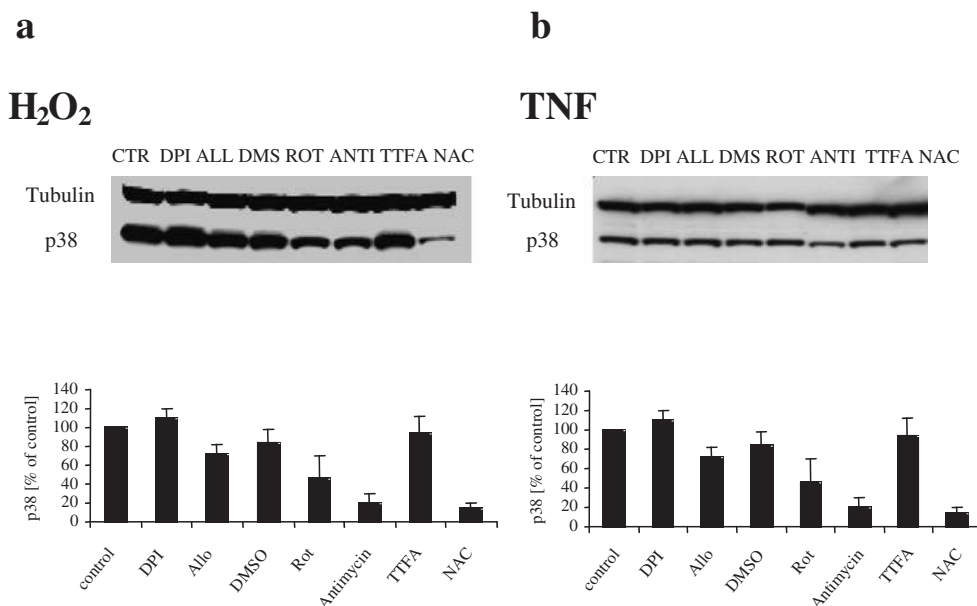 a
b
H₂O₂
TNF
CTR DPI ALL DMS ROT ANTI TTFA NAC
CTR DPI ALL DMS ROT ANTI TTFA NAC
Tubulin
p38
Tubulin
p38
p38 [% of control]
140
120
100
80
60
40
20
0
control
DPI
Allo
DMSO
Rot
Antimycin
TTFA
NAC
p38 [% of control]
140
120
100
80
60
40
20
0
control
DPI
Allo
DMSO
Rot
Antimycin
TTFA
NAC